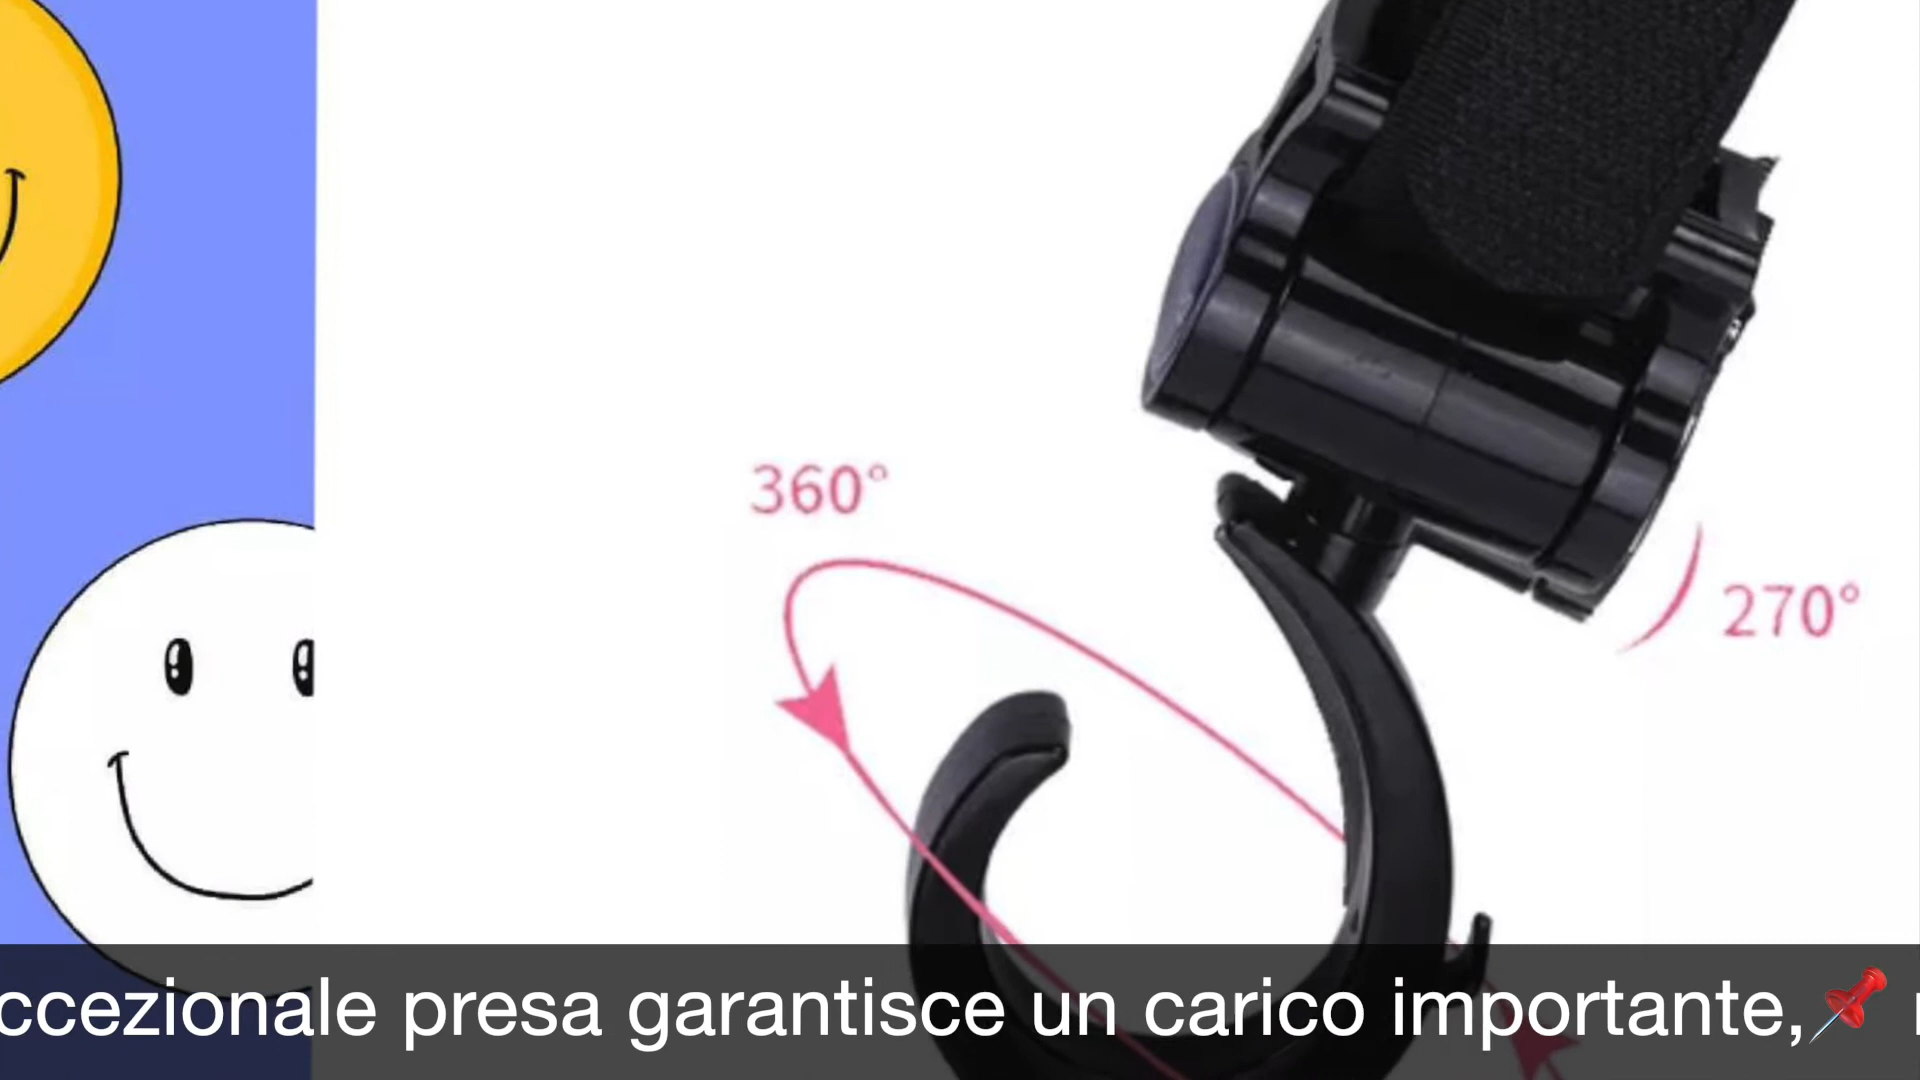 360°
270°
ccezionale presa garantisce un carico importante,📌